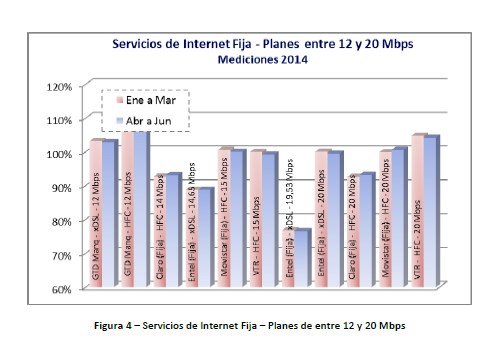 Servicios de Internet Fija - Planes entre 12 y 20 Mbps
Mediciones 2014
120%
110%
100%
90%
80%
70%
60%
Ene a Mar
Abr a Jun
GTD Manq - xDSL - 12 Mbps
GTD Manq - HFC - 12 Mbps
Claro (Fija) - HFC - 14 Mbps
Entel (Fija) - xDSL - 14,65 Mbps
Movistar (Fija) - HFC - 15 Mbps
VTR - HFC - 15 Mbps
Entel (Fija) - xDSL - 19,53 Mbps
Entel (Fija) - xDSL - 20 Mbps
Claro (Fija) - HFC - 20 Mbps
Movistar (Fija) - HFC - 20 Mbps
VTR - HFC - 20 Mbps
Figura 4 – Servicios de Internet Fija – Planes de entre 12 y 20 Mbps